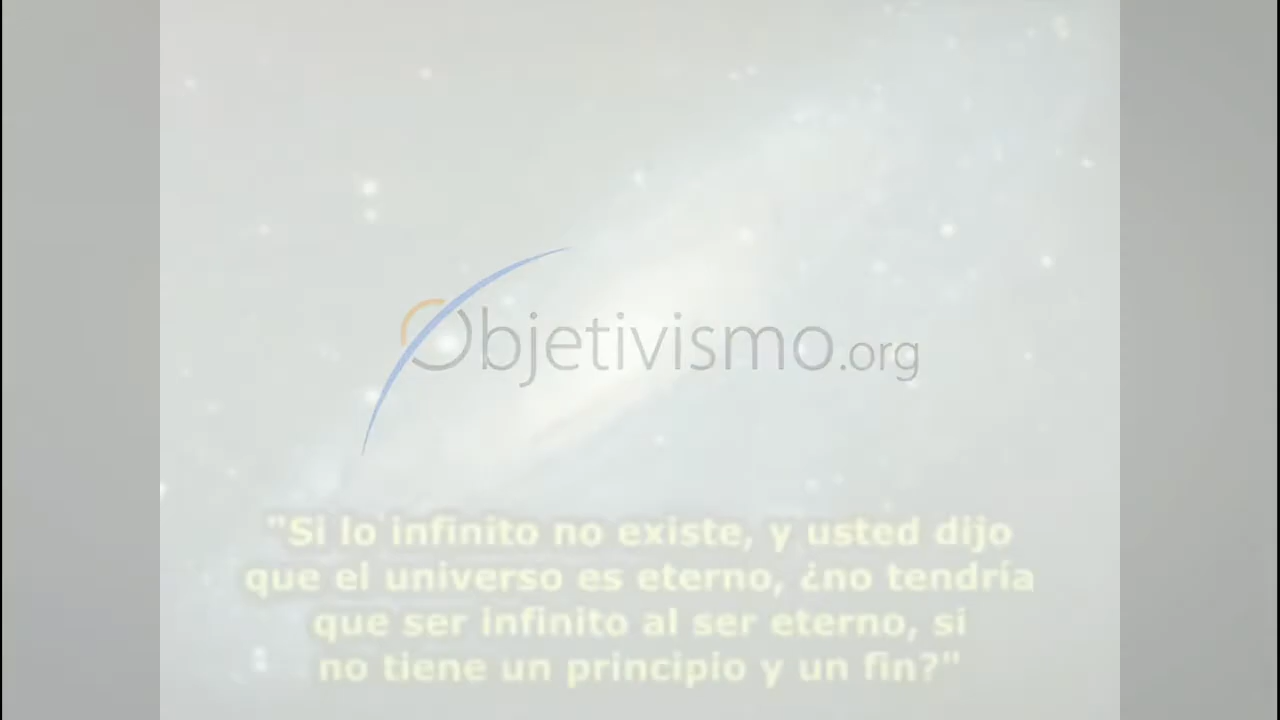 Objetivismo.org
"Si lo infinito no existe, y usted dijo
que el universo es eterno, ¿no tendría
que ser infinito al ser eterno, si
no tiene un principio y un fin?"